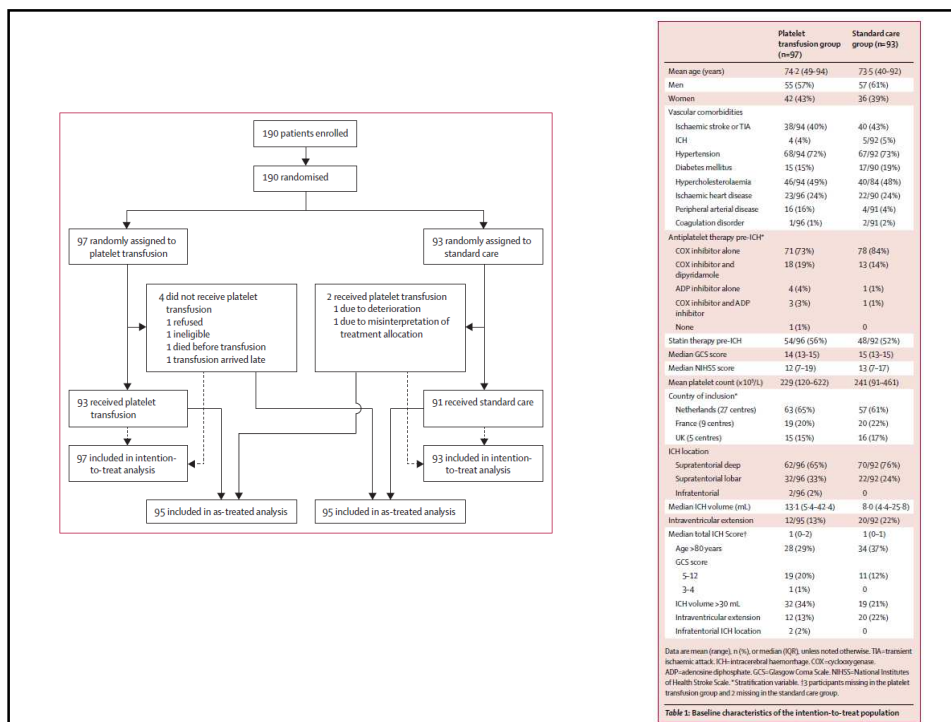 190 patients enrolled
190 randomised
97 randomly assigned to
platelet transfusion
93 randomly assigned to
standard care
4 did not receive platelet
transfusion
1 refused
1 ineligible
1 died before transfusion
1 transfusion arrived late
2 received platelet transfusion
1 due to deterioration
1 due to misinterpretation of
treatment allocation
93 received platelet
transfusion
91 received standard care
97 included in intention-
to-treat analysis
93 included in intention-
to-treat analysis
95 included in as-treated analysis
95 included in as-treated analysis
Platelet transfusion group (n=97) Standard care group (n=93)
Mean age (years) 74·2 (49–94) 73·5 (40–92)
Men 55 (57%) 57 (61%)
Women 42 (43%) 36 (39%)
Vascular comorbidities
Ischaemic stroke or TIA 38/94 (40%) 40 (43%)
ICH 4 (4%) 5/92 (5%)
Hypertension 68/94 (72%) 67/92 (73%)
Diabetes mellitus 15 (15%) 17/90 (19%)
Hypercholesterolaemia 46/94 (49%) 40/84 (48%)
Ischaemic heart disease 23/96 (24%) 22/90 (24%)
Peripheral arterial disease 16 (16%) 4/91 (4%)
Coagulation disorder 1/96 (1%) 2/91 (2%)
Antiplatelet therapy pre-ICH*
COX inhibitor alone 71 (73%) 78 (84%)
COX inhibitor and dipyridamole 18 (19%) 13 (14%)
ADP inhibitor alone 4 (4%) 1 (1%)
COX inhibitor and ADP inhibitor 3 (3%) 1 (1%)
None 1 (1%) 0
Statin therapy pre-ICH 54/96 (56%) 48/92 (52%)
Median GCS score 14 (13–15) 15 (13–15)
Median NIHSS score 12 (7–19) 13 (7–17)
Mean platelet count (×10⁹/L) 229 (120–622) 241 (91–461)
Country of inclusion*
Netherlands (27 centres) 63 (65%) 57 (61%)
France (9 centres) 19 (20%) 20 (22%)
UK (5 centres) 15 (15%) 16 (17%)
ICH location
Supratentorial deep 62/96 (65%) 70/92 (76%)
Supratentorial lobar 32/96 (33%) 22/92 (24%)
Infratentorial 2/96 (2%) 0
Median ICH volume (mL) 13·1 (5·4–42·4) 8·0 (4·4–25·8)
Intraventricular extension 12/95 (13%) 20/92 (22%)
Median total ICH Score† 1 (0–2) 1 (0–1)
Age >80 years 28 (29%) 34 (37%)
GCS score
5–12 19 (20%) 11 (12%)
3–4 1 (1%) 0
ICH volume >30 mL 32 (34%) 19 (21%)
Intraventricular extension 12 (13%) 20 (22%)
Infratentorial ICH location 2 (2%) 0
Data are mean (range), n (%), or median (IQR), unless noted otherwise. TIA=transient
ischaemic attack. ICH=intracerebral haemorrhage. COX=cyclooxygenase.
ADP=adenosine diphosphate. GCS=Glasgow Coma Scale. NIHSS=National Institutes
of Health Stroke Scale. *Stratification variable. †3 participants missing in the platelet
transfusion group and 2 missing in the standard care group.
Table 1: Baseline characteristics of the intention-to-treat population